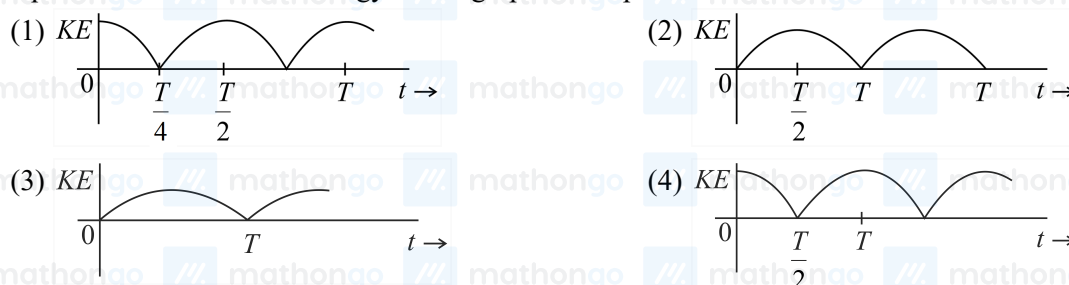 (1) KE 0 T/4 T/2 T t →
(2) KE 0 T/2 T T t →
(3) KE 0 T t →
(4) KE 0 T/2 T t →
mathongo